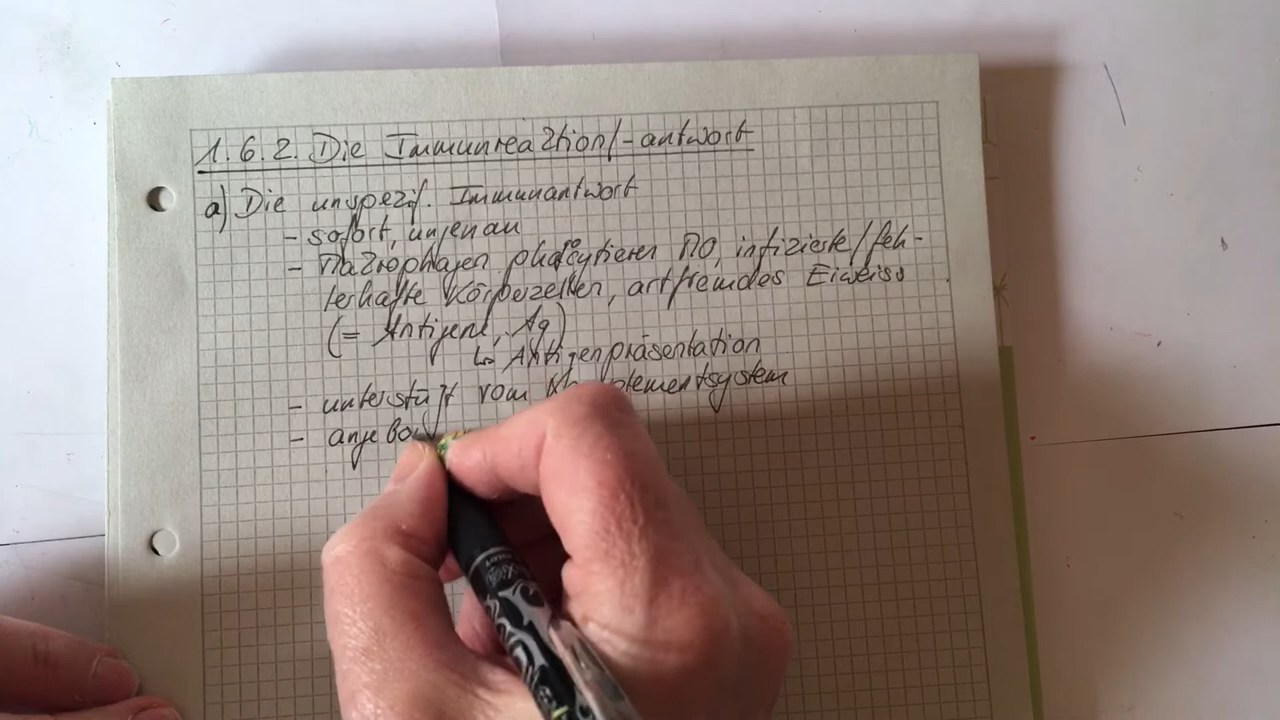 1.6.2. Die Immunreaktion/-antwort
a) Die unspezif. Immunantwort
- sofort, ungenau
- Makrophagen phagocytieren MO, infizierte/feh-
lerhafte Körperzellen, artfremdes Eiweiss
(= Antigene, Ag)
↳ Antigenpräsentation
- unterstützt vom
- angebo